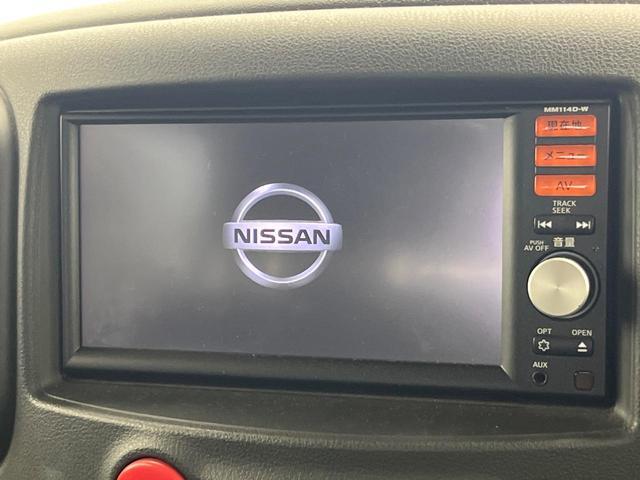 MM114D-W
現在地
メニュー
AV
TRACK
SEEK
音量
PUSH
AV OFF
NISSAN
OPT
OPEN
AUX